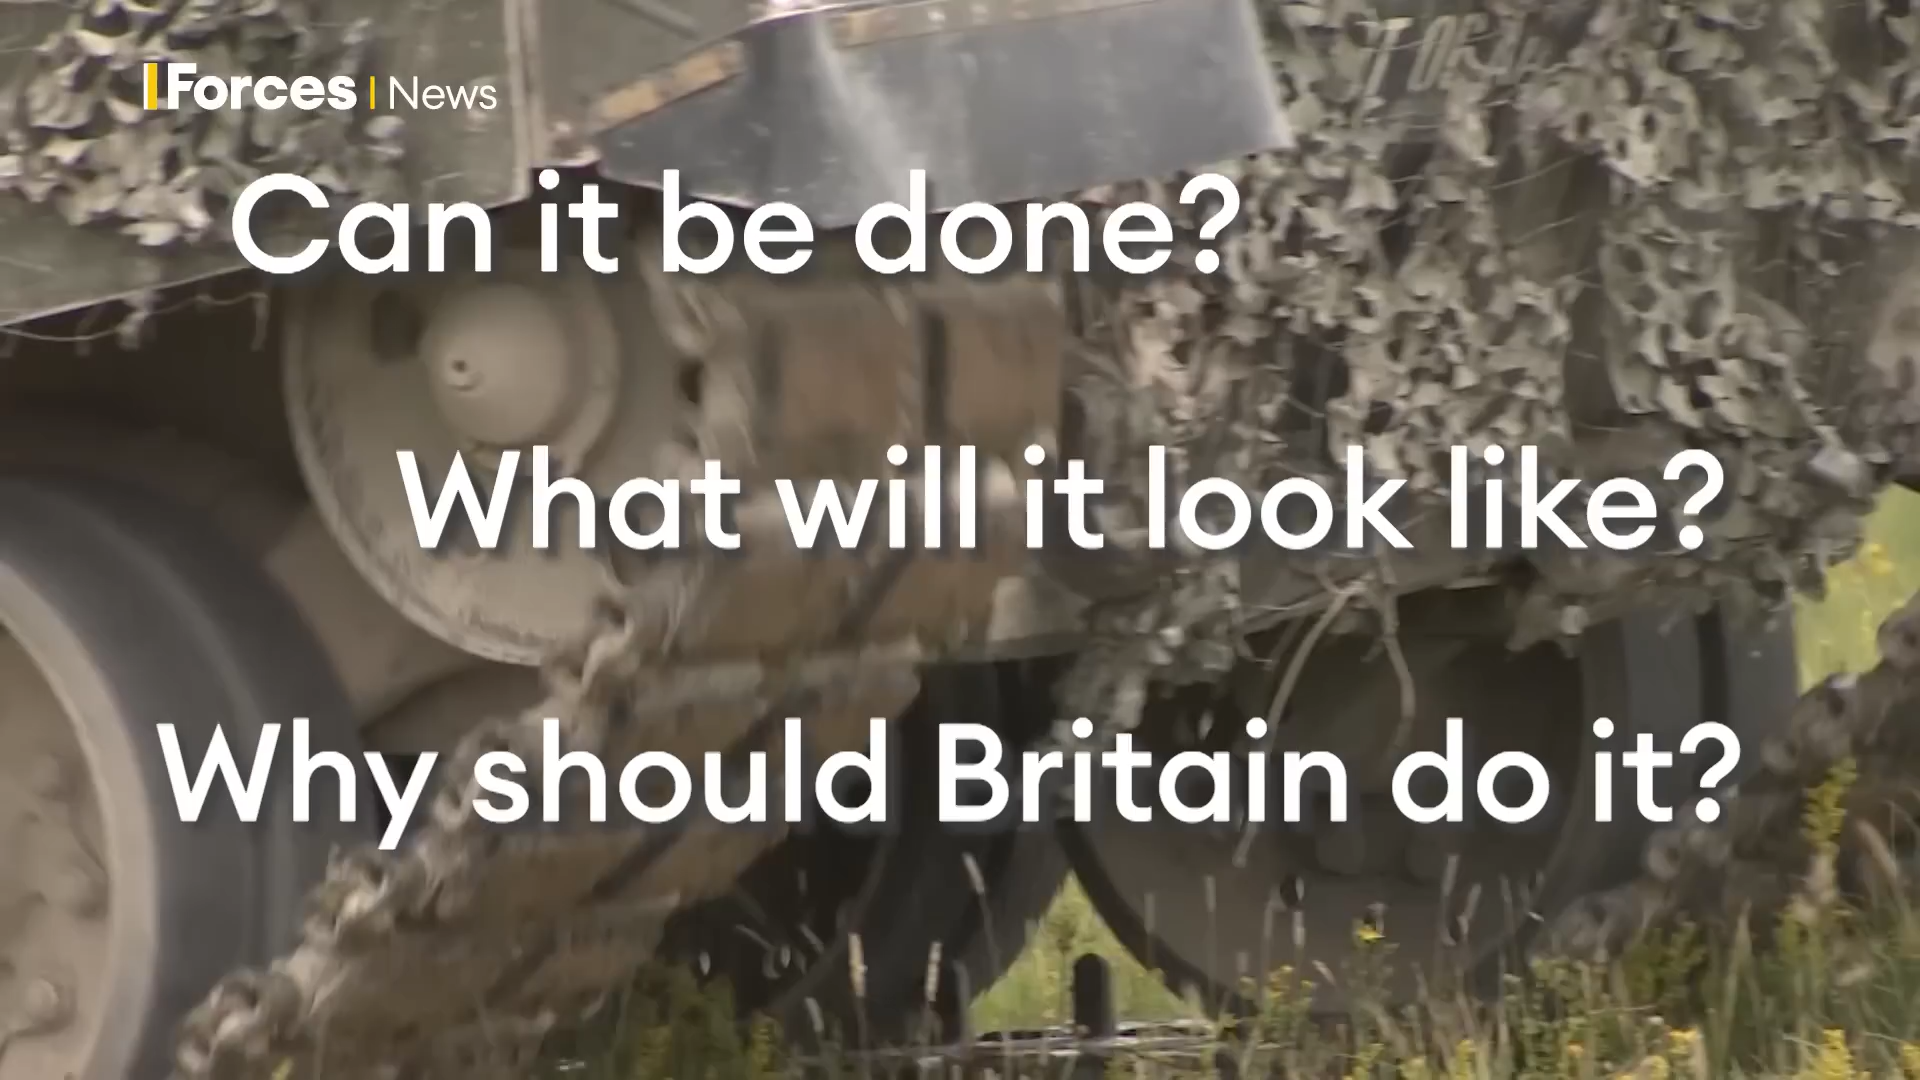 Forces News
Can it be done?
What will it look like?
Why should Britain do it?